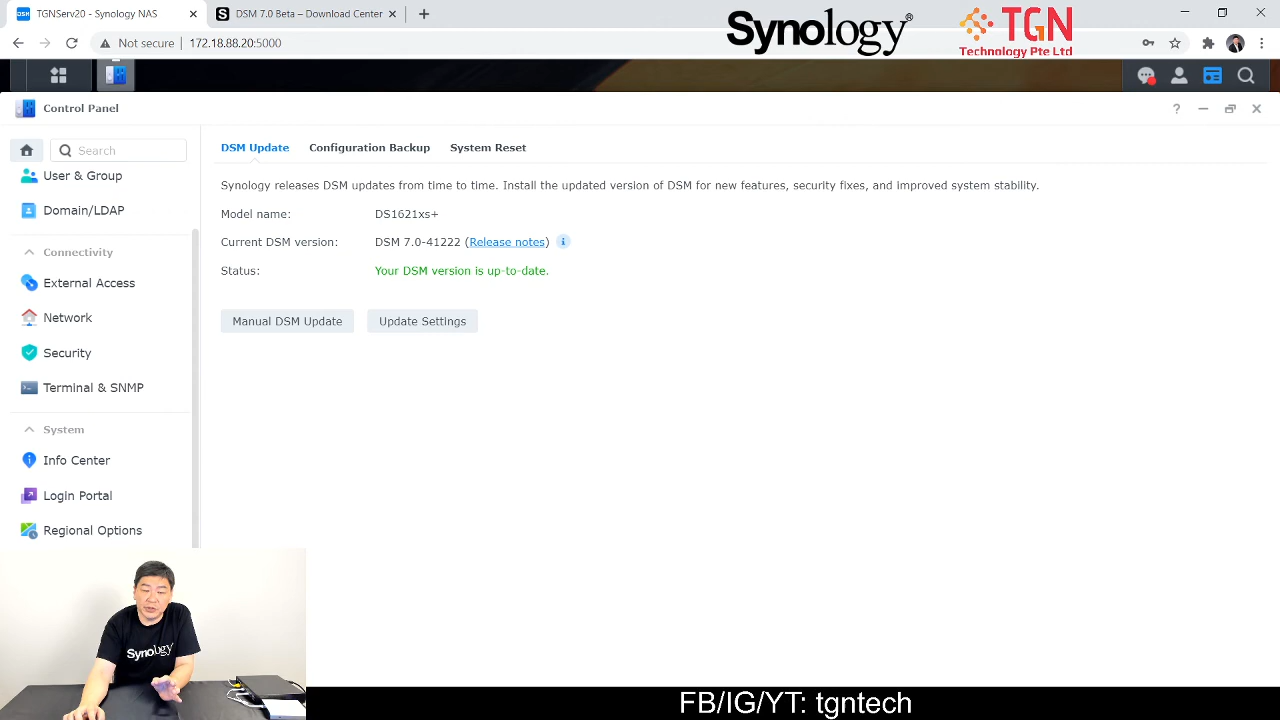 TGNServ20 - Synology NAS
DSM 7.0 Beta – Download Center
Not secure
172.18.88.20:5000
Synology®
TGN
Technology Pte Ltd
Control Panel
Search
User & Group
Domain/LDAP
Connectivity
External Access
Network
Security
Terminal & SNMP
System
Info Center
Login Portal
Regional Options
DSM Update
Configuration Backup
System Reset
Synology releases DSM updates from time to time. Install the updated version of DSM for new features, security fixes, and improved system stability.
Model name: DS1621xs+
Current DSM version: DSM 7.0-41222 (Release notes)
Status: Your DSM version is up-to-date.
Manual DSM Update
Update Settings
Synology
FB/IG/YT: tgntech